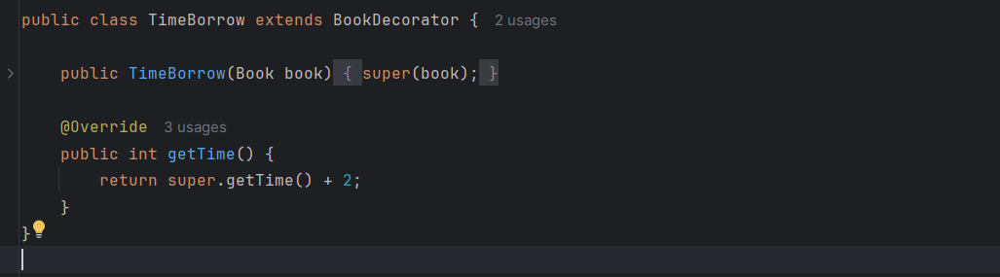 public class TimeBorrow extends BookDecorator {  2 usages
public TimeBorrow(Book book) { super(book); }
@Override  3 usages
public int getTime() {
return super.getTime() + 2;
}
}